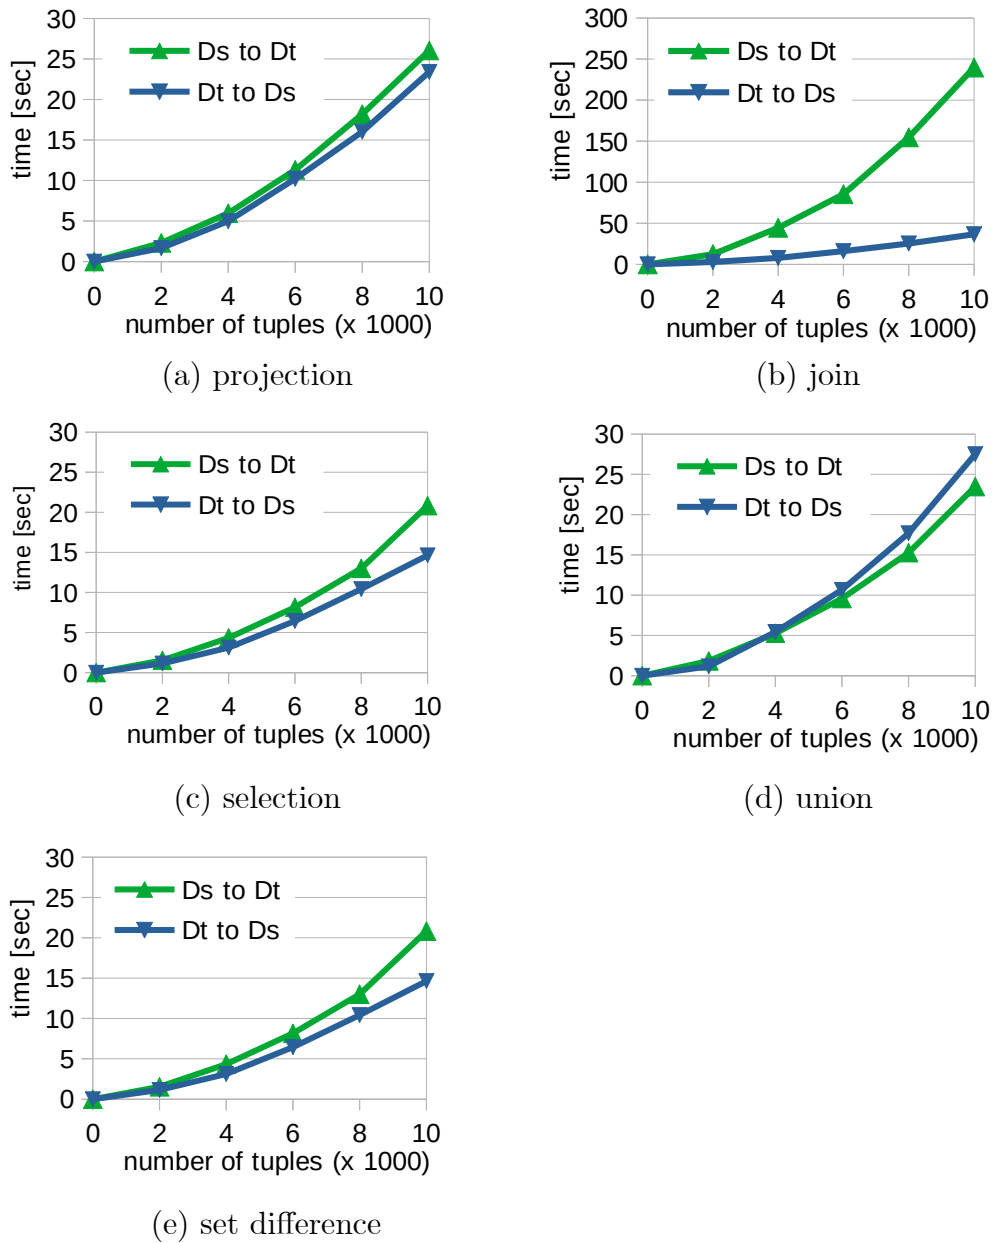 30
25
20
15
10
5
0
time [sec]
Ds to Dt
Dt to Ds
0 2 4 6 8 10
number of tuples (x 1000)
(a) projection
300
250
200
150
100
50
0
time [sec]
Ds to Dt
Dt to Ds
0 2 4 6 8 10
number of tuples (x 1000)
(b) join
30
25
20
15
10
5
0
time [sec]
Ds to Dt
Dt to Ds
0 2 4 6 8 10
number of tuples (x 1000)
(c) selection
30
25
20
15
10
5
0
time [sec]
Ds to Dt
Dt to Ds
0 2 4 6 8 10
number of tuples (x 1000)
(d) union
30
25
20
15
10
5
0
time [sec]
Ds to Dt
Dt to Ds
0 2 4 6 8 10
number of tuples (x 1000)
(e) set difference